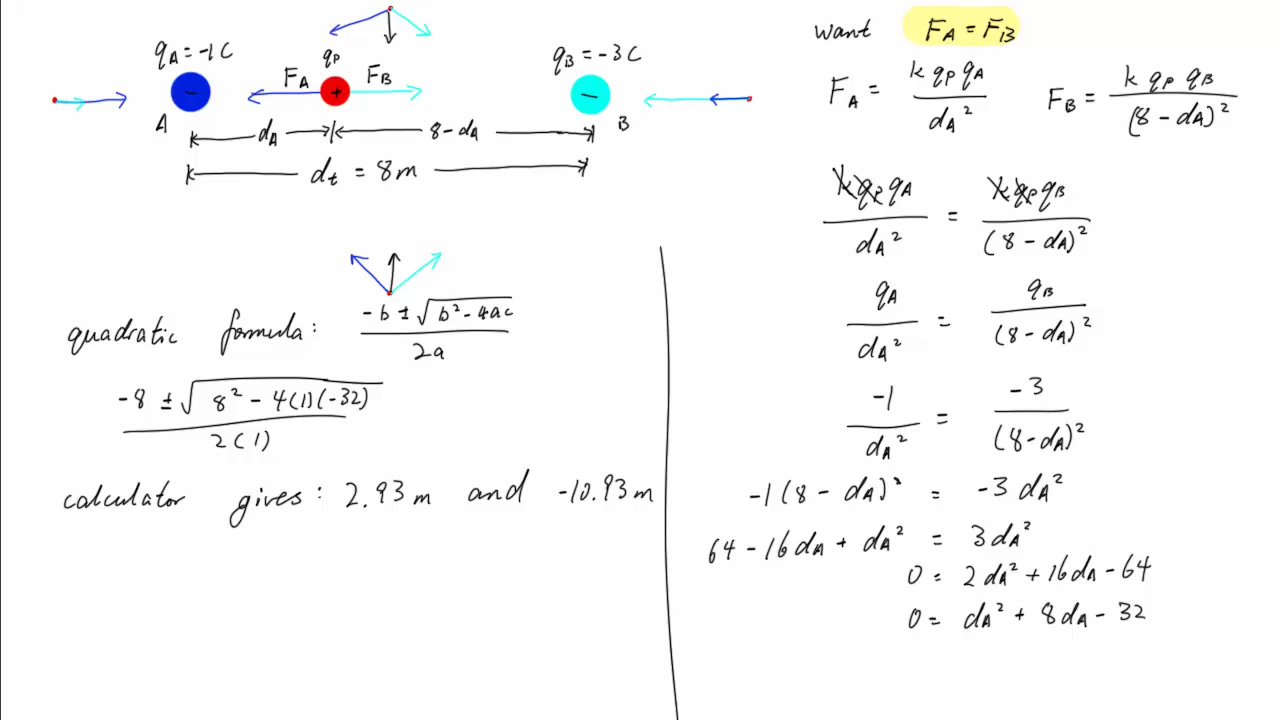 qA = -1C
qP
qB = -3C
FA
FB
-
+
-
A
B
dA
8 - dA
dt = 8m
quadratic formula: (-b ± √(b² - 4ac)) / 2a
(-8 ± √(8² - 4(1)(-32))) / 2(1)
calculator gives: 2.93m and -10.93m
want FA = FB
FA = k qP qA / dA²
FB = k qP qB / (8 - dA)²
k qP qA / dA² = k qP qB / (8 - dA)²
qA / dA² = qB / (8 - dA)²
-1 / dA² = -3 / (8 - dA)²
-1(8 - dA)² = -3 dA²
64 - 16dA + dA² = 3dA²
0 = 2dA² + 16dA - 64
0 = dA² + 8dA - 32